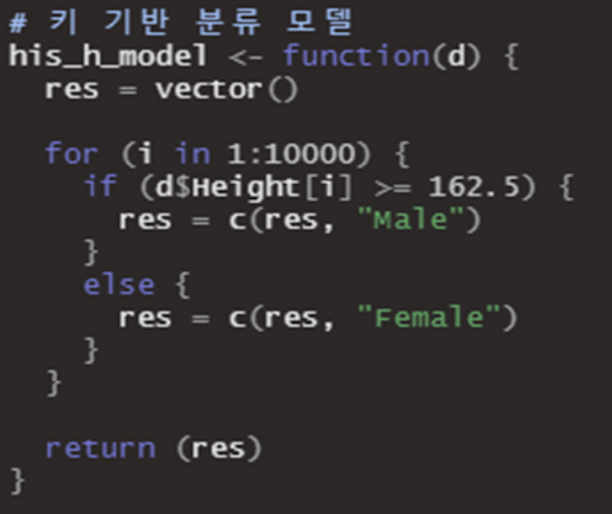 # 키 기반 분류 모델
his_h_model <- function(d) {
  res = vector()
  for (i in 1:10000) {
    if (d$Height[i] >= 162.5) {
      res = c(res, "Male")
    }
    else {
      res = c(res, "Female")
    }
  }
  return (res)
}